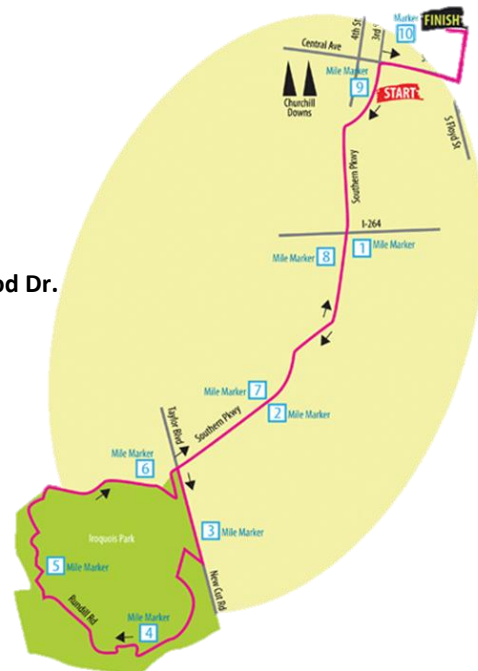 Marker
10
FINISH
4th St
3rd
Central Ave
Mile Marker
9
START
Churchill
Downs
S Floyd St
Southern Pkwy
I-264
1 Mile Marker
Mile Marker 8
od Dr.
Mile Marker 7
2 Mile Marker
Taylor Blvd
Southern Pkwy
Mile Marker
6
3 Mile Marker
Iroquois Park
5 Mile Marker
New Cut Rd
Rundill Rd
Mile Marker
4